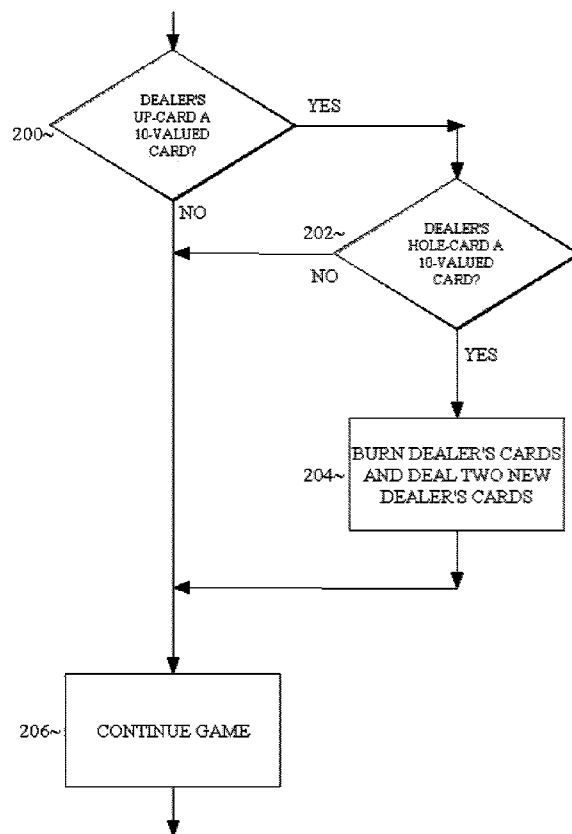 DEALER'S
UP-CARD A
10-VALUED
CARD?
200~
YES
NO
202~
DEALER'S
HOLE-CARD A
10-VALUED
CARD?
NO
YES
BURN DEALER'S CARDS
204~ AND DEAL TWO NEW
DEALER'S CARDS
206~ CONTINUE GAME